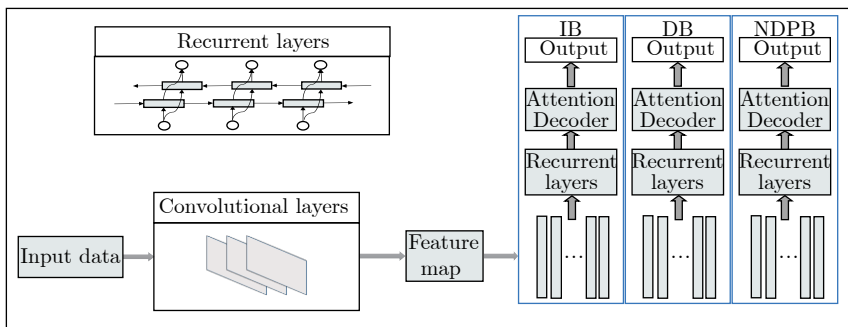 Recurrent layers
Convolutional layers
Input data
Feature
map
IB
Output
Attention
Decoder
Recurrent
layers
...
DB
Output
Attention
Decoder
Recurrent
layers
...
NDPB
Output
Attention
Decoder
Recurrent
layers
...